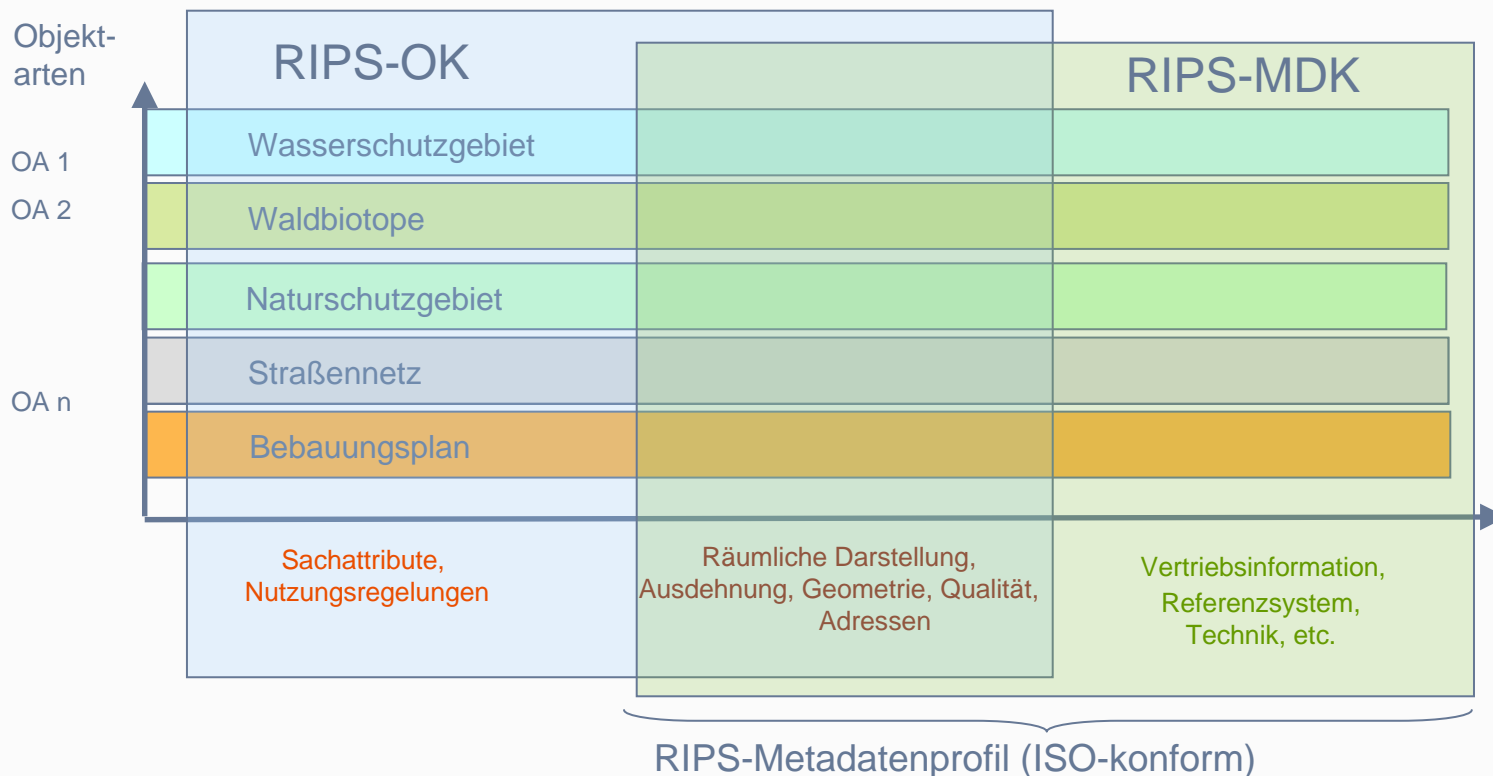 Objekt-
arten
RIPS-OK
RIPS-MDK
OA 1
Wasserschutzgebiet
OA 2
Waldbiotope
Naturschutzgebiet
Straßennetz
OA n
Bebauungsplan
Sachattribute,
Nutzungsregelungen
Räumliche Darstellung,
Ausdehnung, Geometrie, Qualität,
Adressen
Vertriebsinformation,
Referenzsystem,
Technik, etc.
RIPS-Metadatenprofil (ISO-konform)